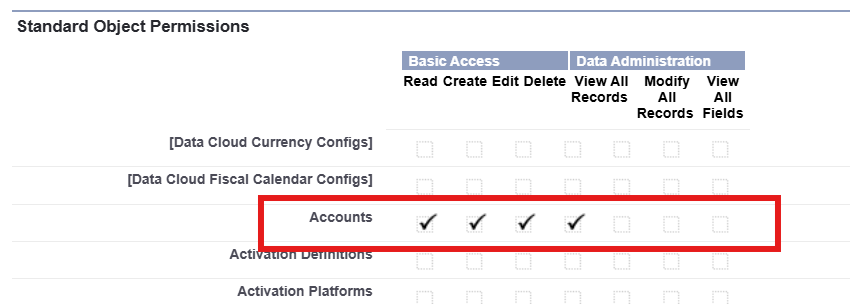 Standard Object Permissions
Basic Access Data Administration
Read Create Edit Delete View All Records Modify All Records View All Fields
[Data Cloud Currency Configs]
[Data Cloud Fiscal Calendar Configs]
Accounts
Activation Definitions
Activation Platforms